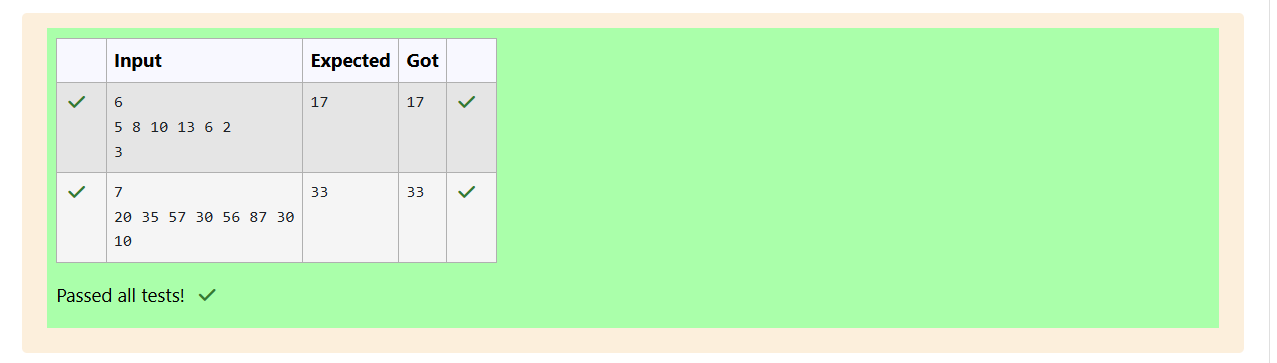 Input Expected Got
6 17 17
5 8 10 13 6 2
3
7 33 33
20 35 57 30 56 87 30
10
Passed all tests!